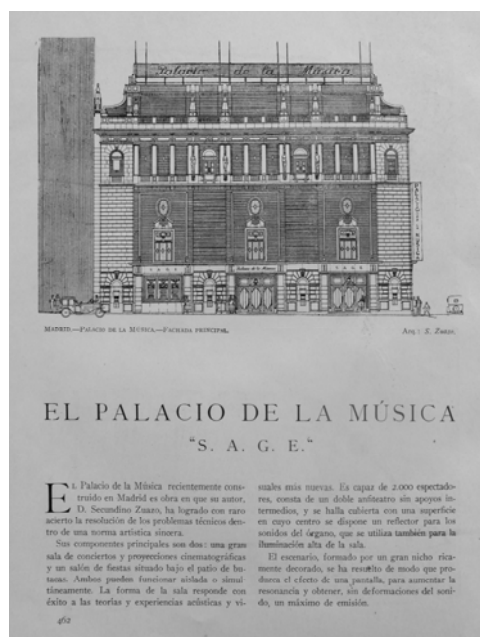 Palacio de la Música
S A G E
Palacio de la Música
S A G E
PALACIO DE LA MÚSICA
MADRID.—PALACIO DE LA MÚSICA.—FACHADA PRINCIPAL.
Arq.: S. Zuazo.
EL PALACIO DE LA MÚSICA
"S. A. G. E."
EL Palacio de la Música recientemente cons-
truido en Madrid es obra en que su autor,
D. Secundino Zuazo, ha logrado con raro
acierto la resolución de los problemas técnicos den-
tro de una norma artística sincera.
Sus componentes principales son dos: una gran
sala de conciertos y proyecciones cinematográficas
y un salón de fiestas situado bajo el patio de bu-
tacas. Ambos pueden funcionar aislada o simul-
táneamente. La forma de la sala responde con
éxito a las teorías y experiencias acústicas y vi-
suales más nuevas. Es capaz de 2.000 espectado-
res, consta de un doble anfiteatro sin apoyos in-
termedios, y se halla cubierta con una superficie
en cuyo centro se dispone un reflector para los
sonidos del órgano, que se utiliza también para la
iluminación alta de la sala.
El escenario, formado por un gran nicho rica-
mente decorado, se ha resuelto de modo que pro-
duzca el efecto de una pantalla, para aumentar la
resonancia y obtener, sin deformaciones del soni-
do, un máximo de emisión.
462